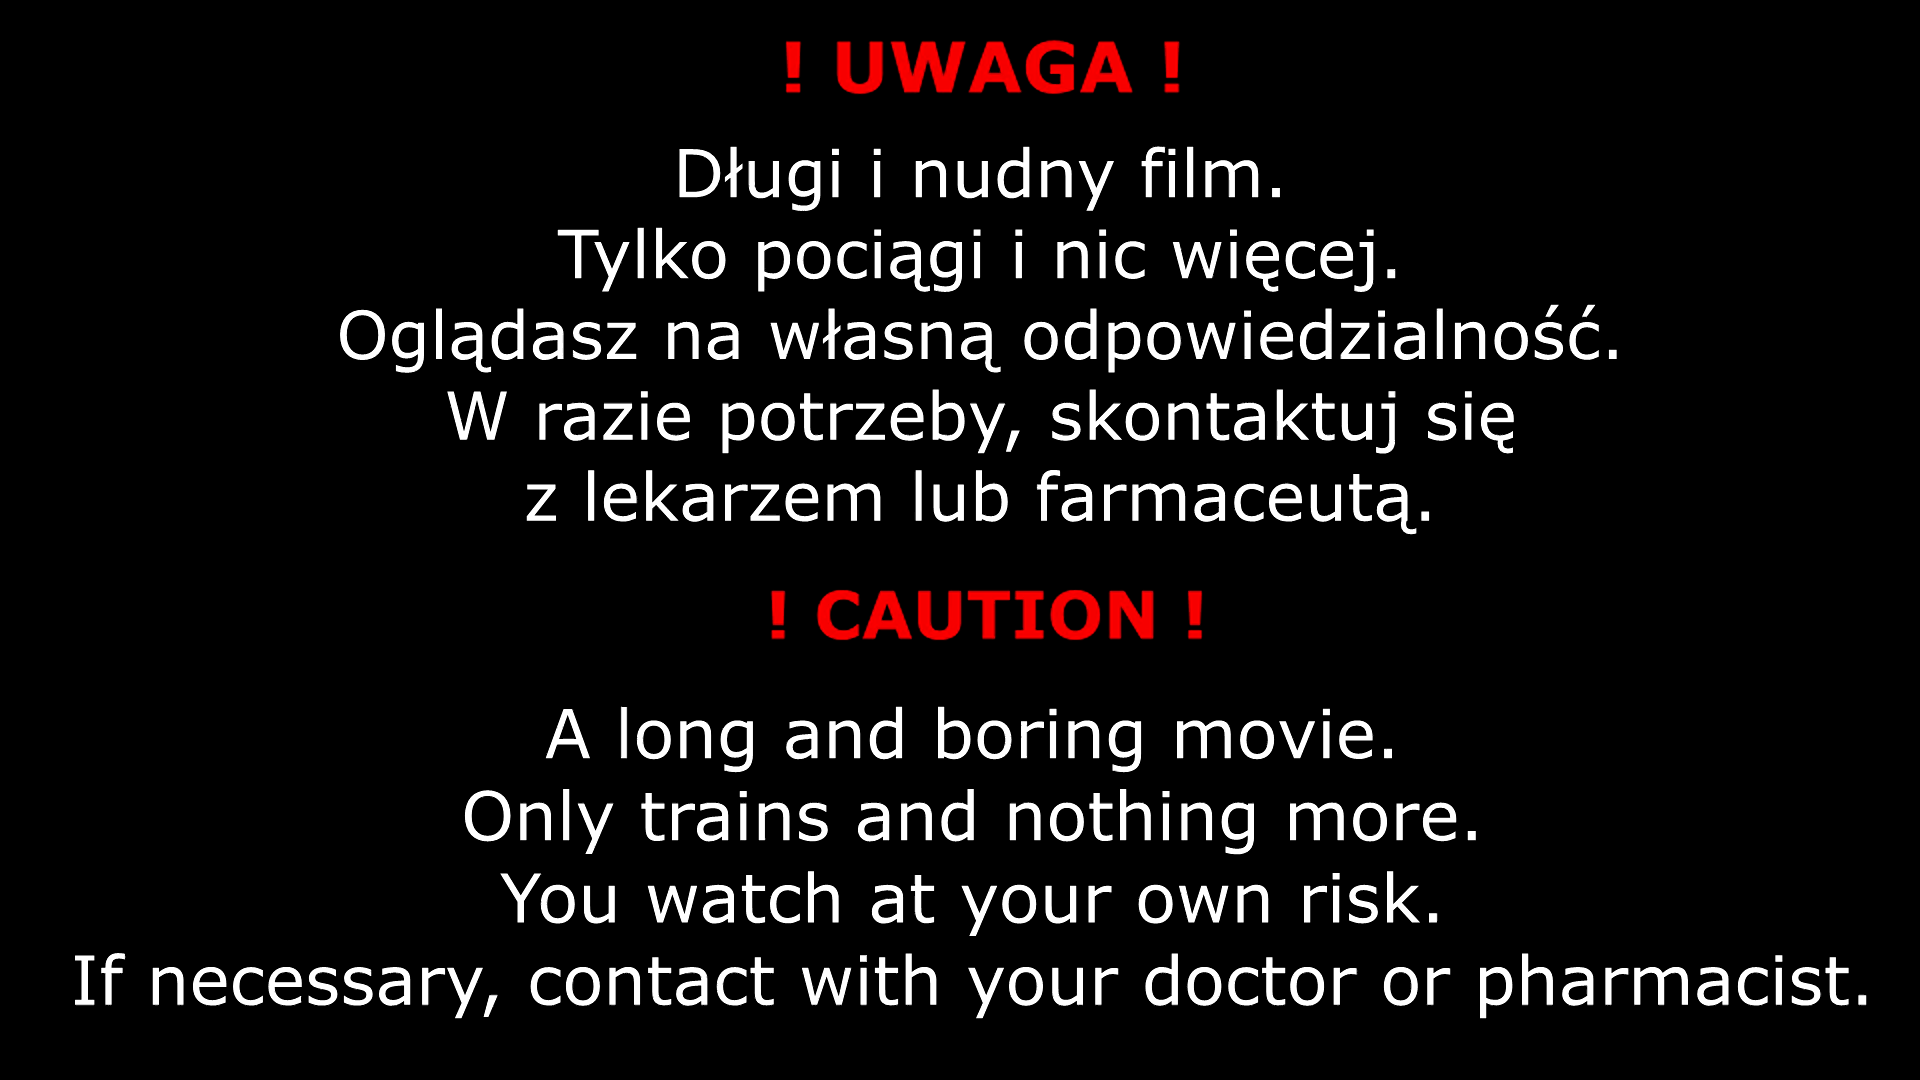 ! UWAGA !
Długi i nudny film.
Tylko pociągi i nic więcej.
Oglądasz na własną odpowiedzialność.
W razie potrzeby, skontaktuj się
z lekarzem lub farmaceutą.
! CAUTION !
A long and boring movie.
Only trains and nothing more.
You watch at your own risk.
If necessary, contact with your doctor or pharmacist.